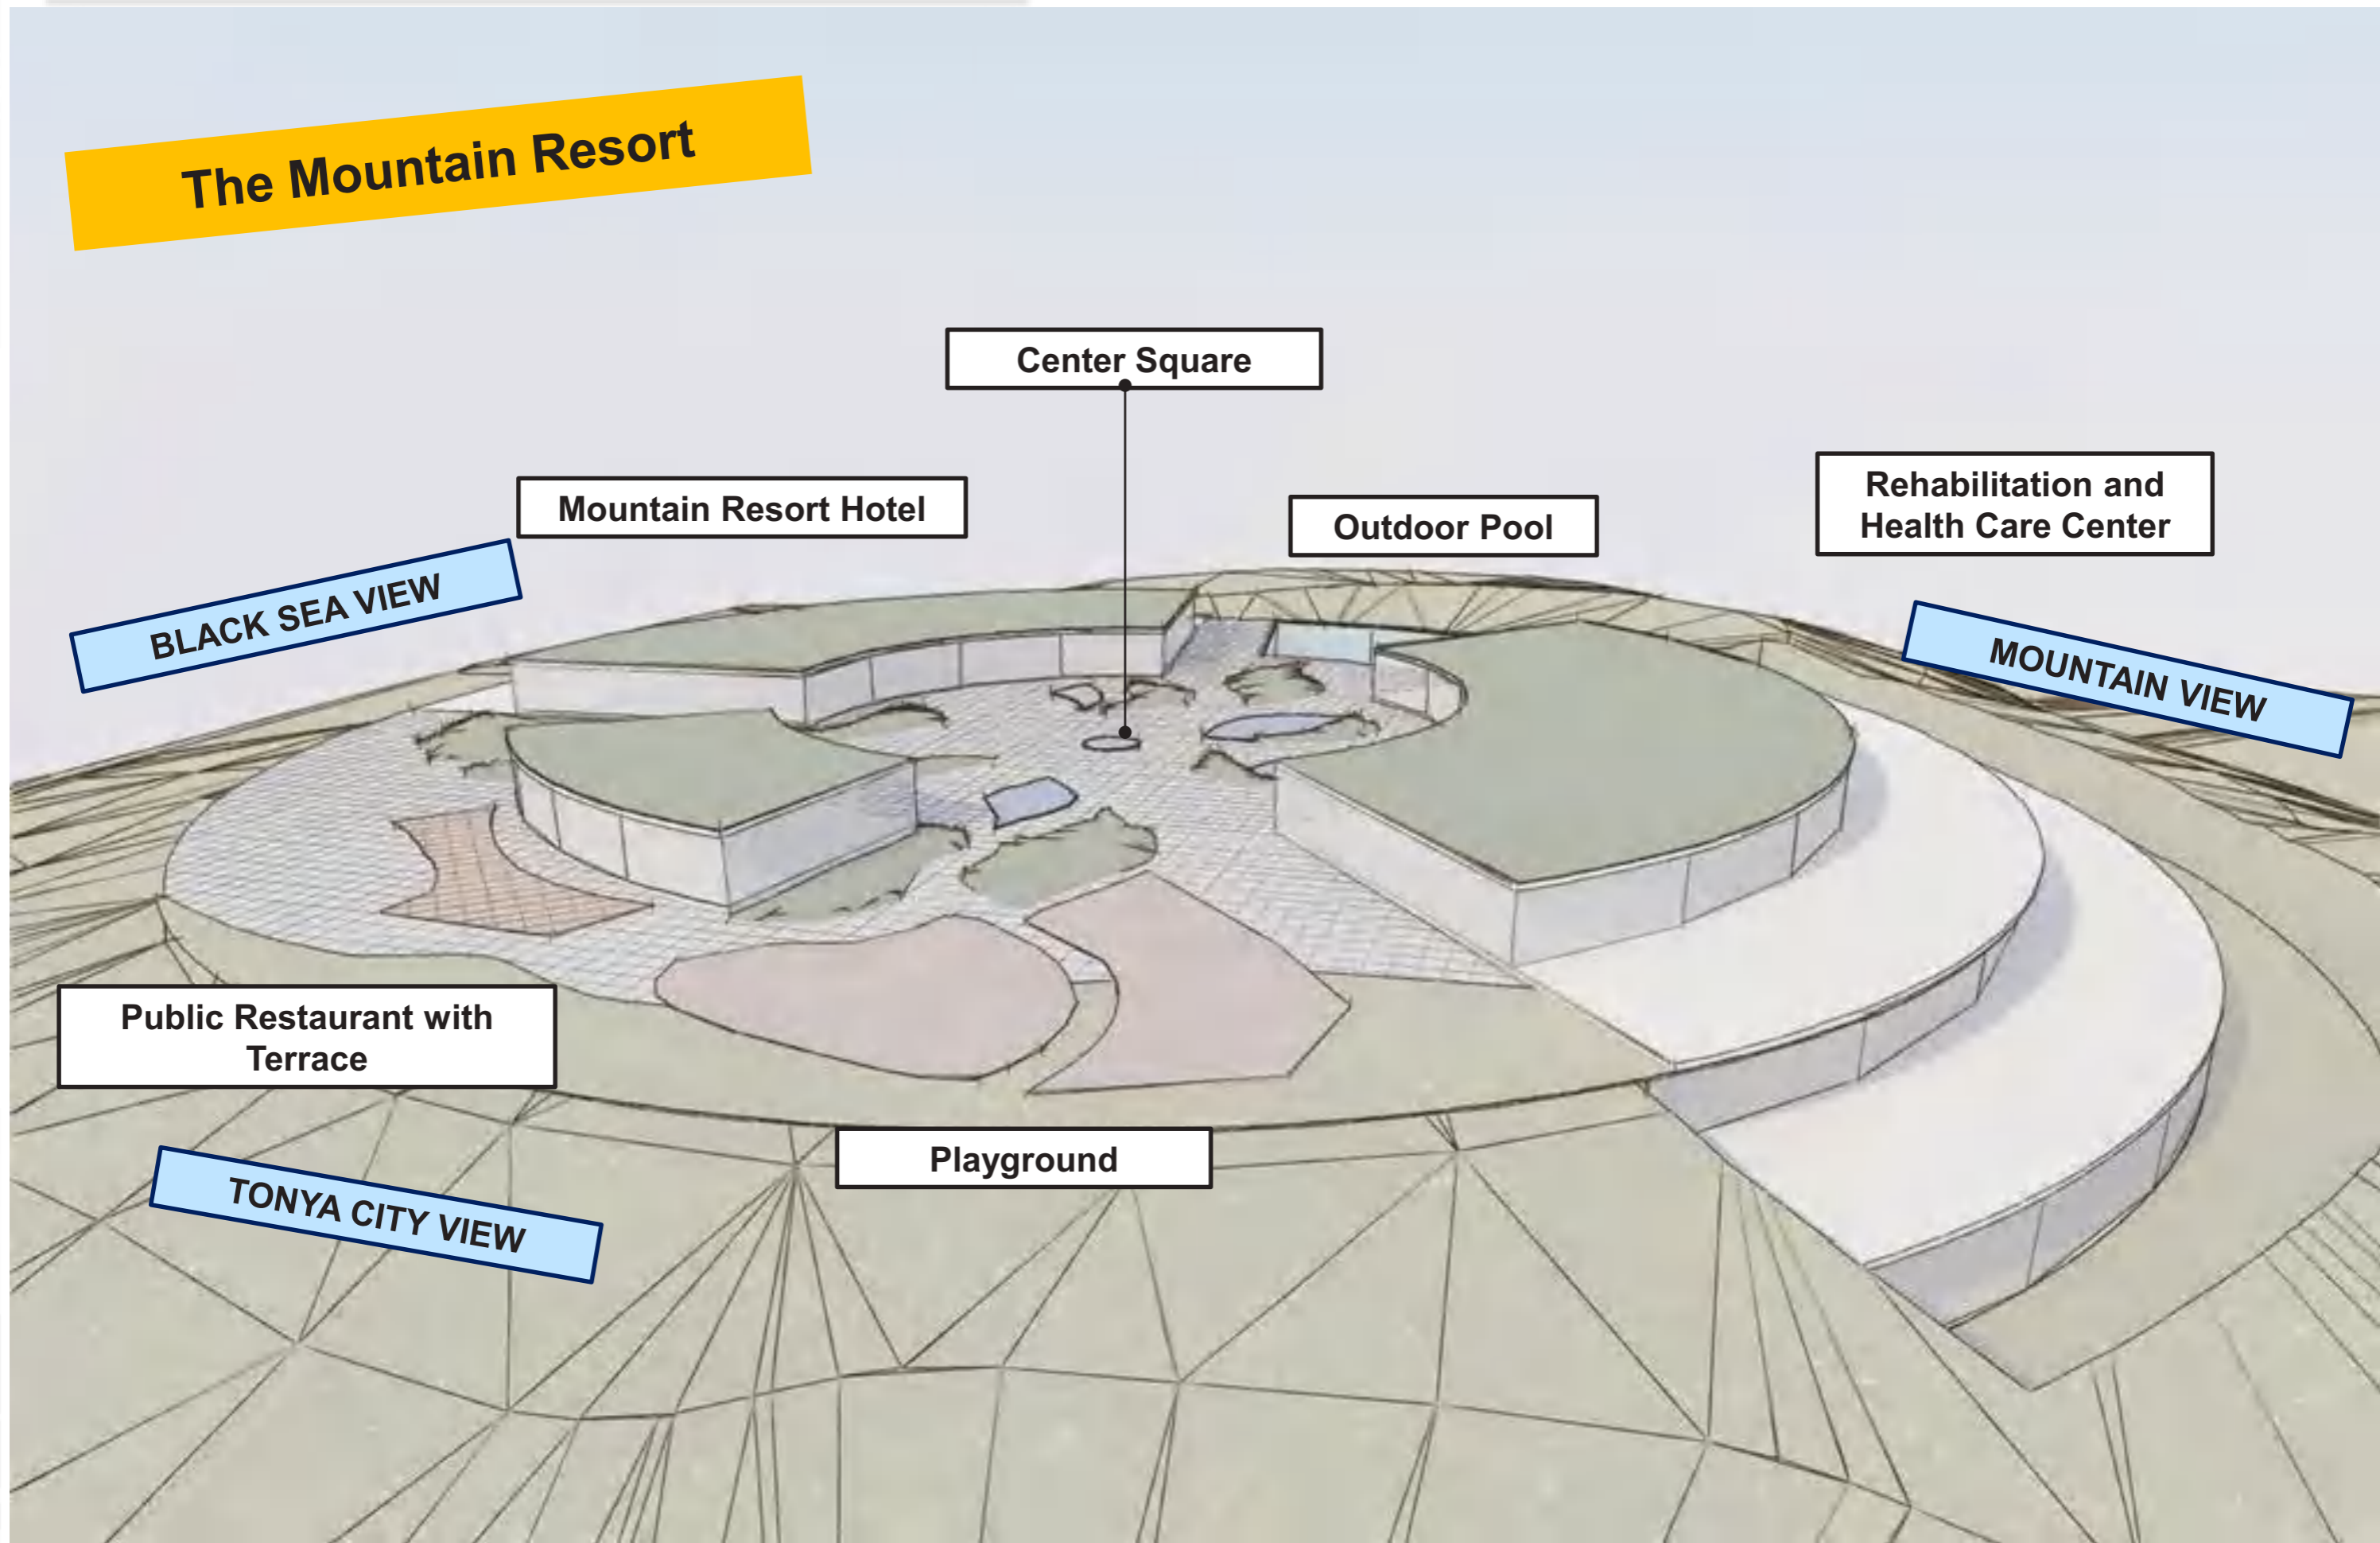 The Mountain Resort
Center Square
Mountain Resort Hotel
Outdoor Pool
Rehabilitation and
Health Care Center
BLACK SEA VIEW
MOUNTAIN VIEW
Public Restaurant with
Terrace
Playground
TONYA CITY VIEW